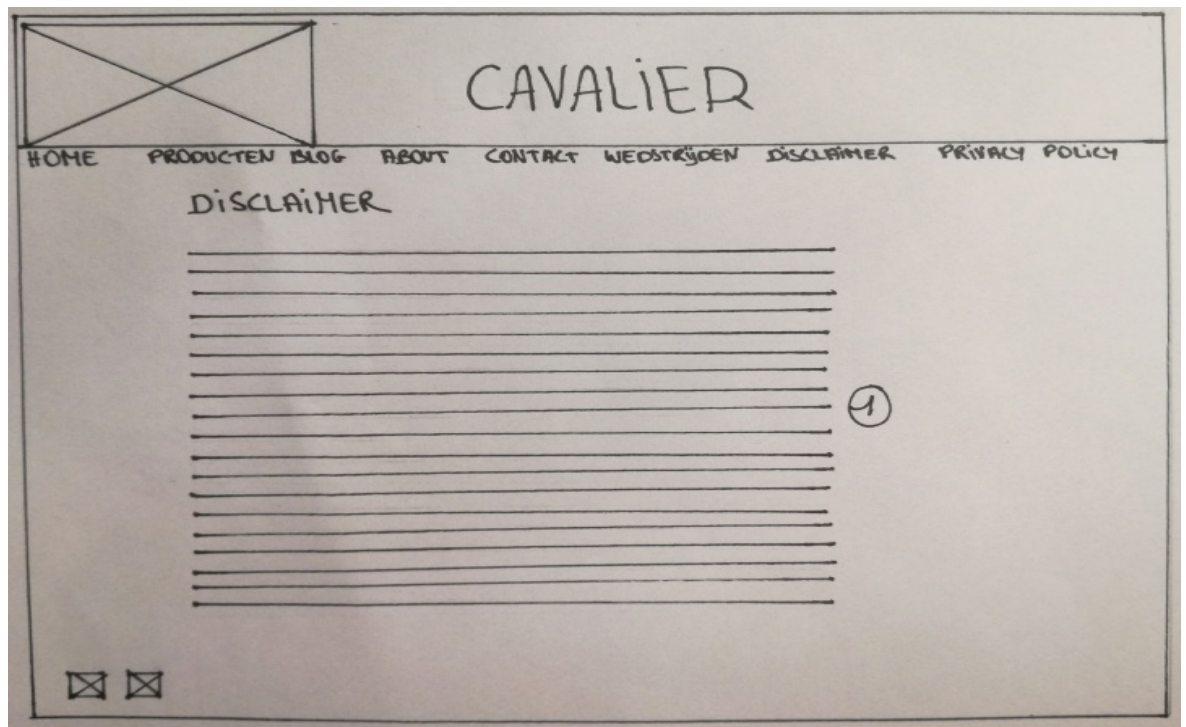 CAVALiER
HOME PRODUCTEN BLOG ABOUT CONTACT WEDSTRIJDEN DiSCLAiMER PRIVACY POLiCY
DiSCLAiMER
1